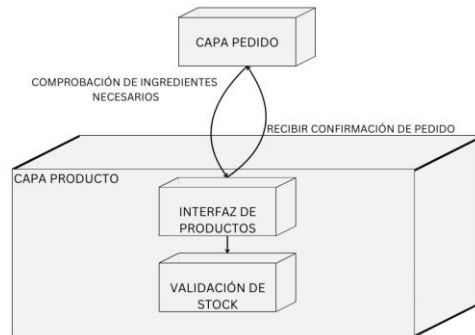 CAPA PEDIDO
COMPROBACIÓN DE INGREDIENTES
NECESARIOS
RECIBIR CONFIRMACIÓN DE PEDIDO
CAPA PRODUCTO
INTERFAZ DE
PRODUCTOS
VALIDACIÓN DE
STOCK